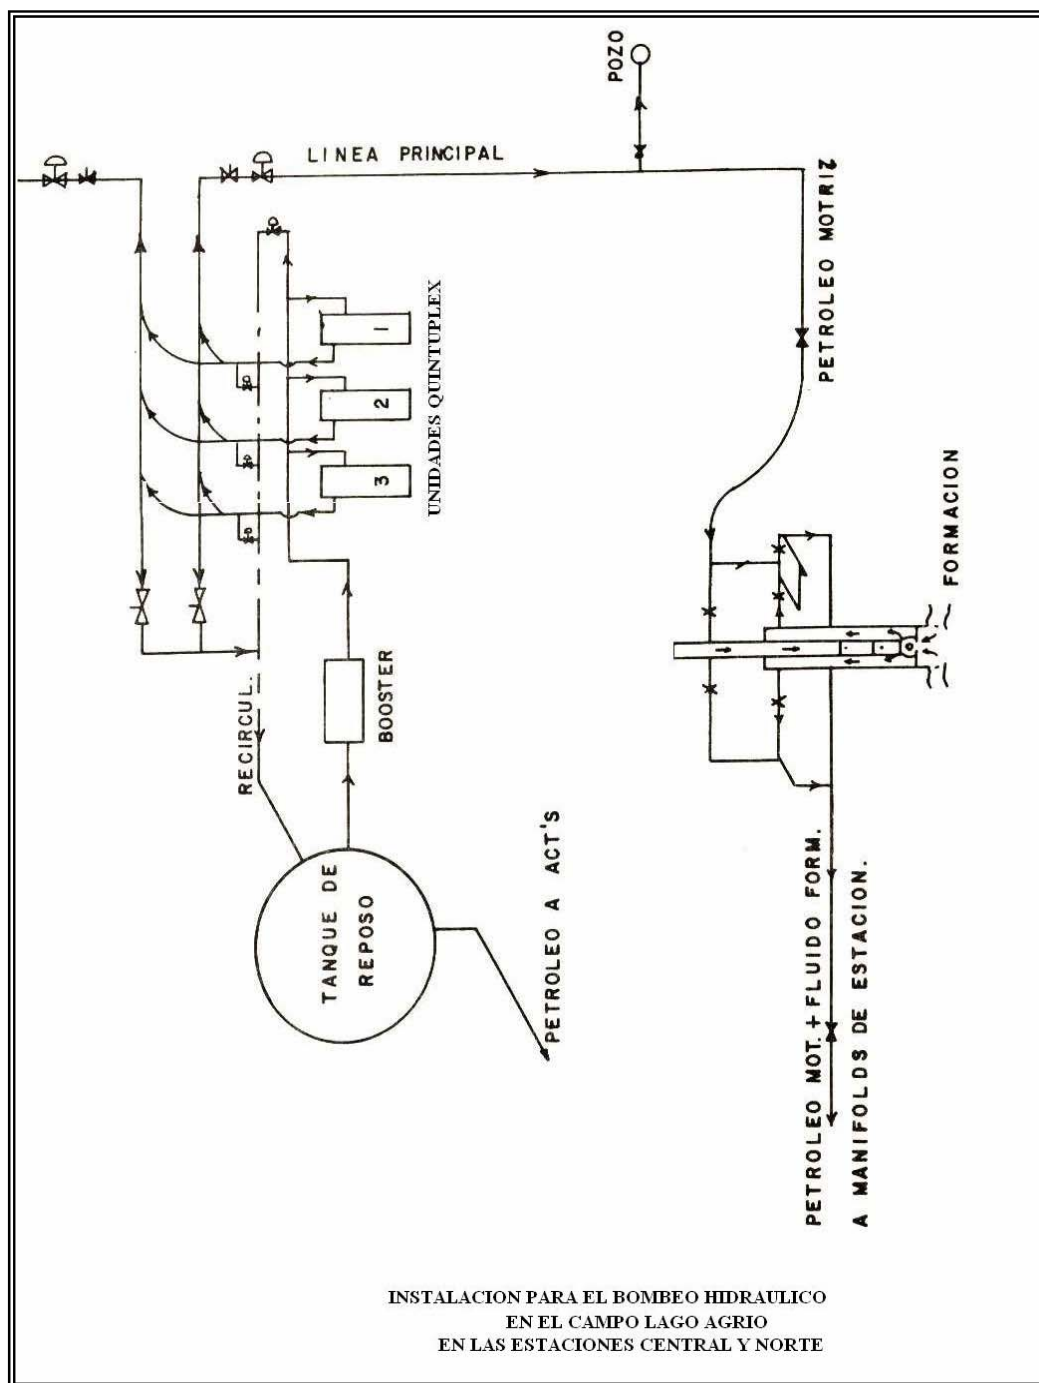 POZO
LINEA PRINCIPAL
PETROLEO MOTRIZ
1
2
3
UNIDADES QUINTUPLEX
FORMACION
RECIRCUL.
BOOSTER
TANQUE DE
REPOSO
PETROLEO A ACT'S
PETROLEO MOT. + FLUIDO FORM.
A MANIFOLDS DE ESTACION.
INSTALACION PARA EL BOMBEO HIDRAULICO
EN EL CAMPO LAGO AGRIO
EN LAS ESTACIONES CENTRAL Y NORTE